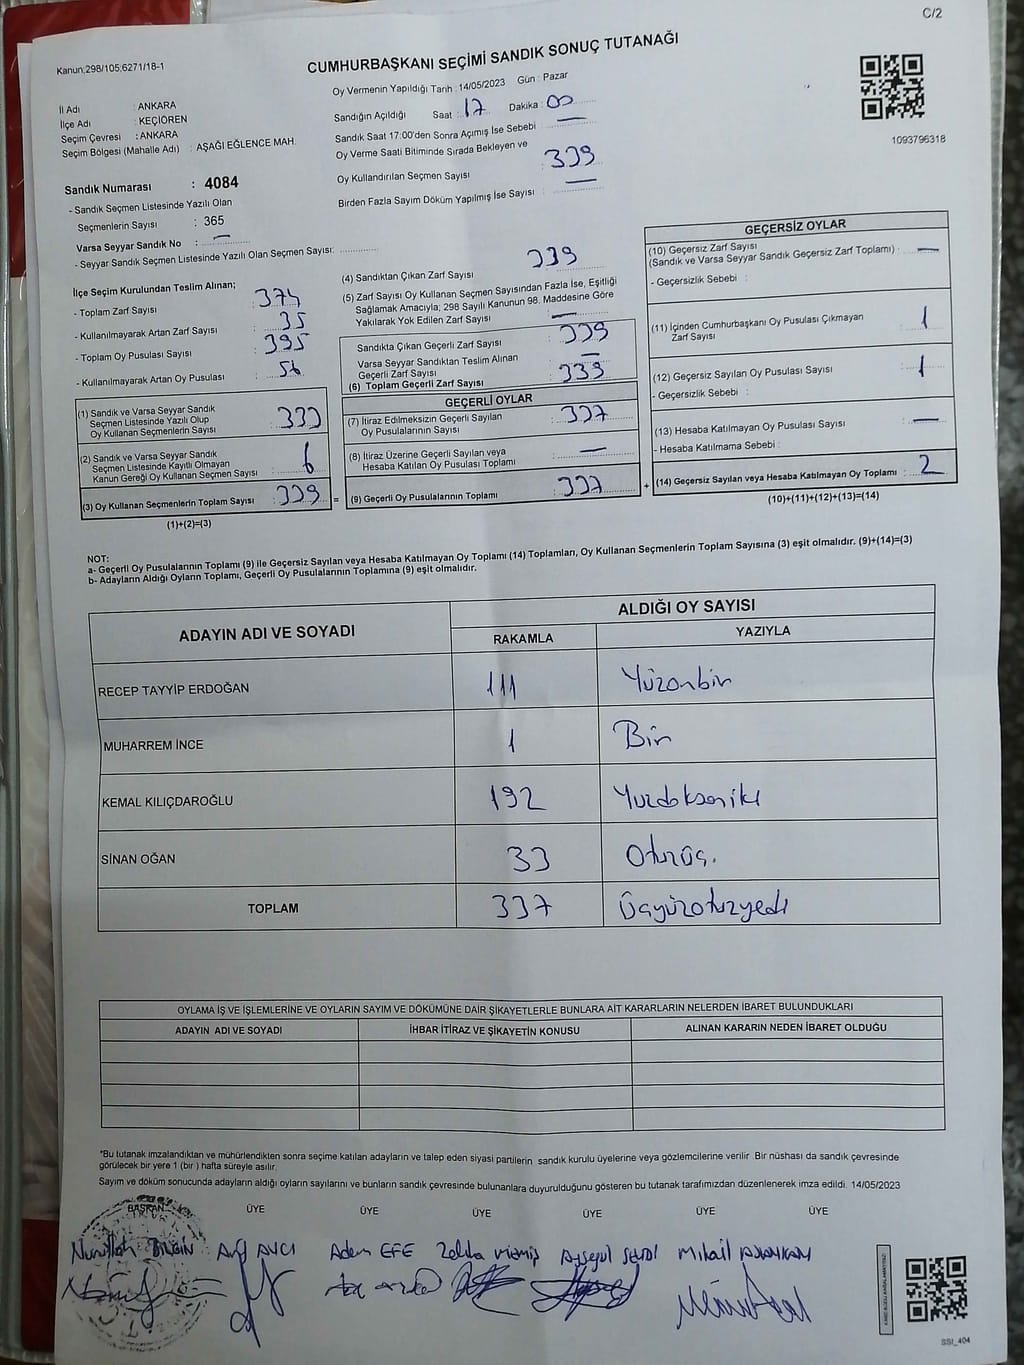 C/2
Kanun;298/105,6271/18-1
CUMHURBAŞKANI SEÇİMİ SANDIK SONUÇ TUTANAĞI
İl Adı : ANKARA
İlçe Adı : KEÇİÖREN
Seçim Çevresi : ANKARA
Seçim Bölgesi (Mahalle Adı) : AŞAĞI EĞLENCE MAH.
Sandık Numarası : 4084
- Sandık Seçmen Listesinde Yazılı Olan
Seçmenlerin Sayısı : 365
Varsa Seyyar Sandık No : —
- Seyyar Sandık Seçmen Listesinde Yazılı Olan Seçmen Sayısı:
Oy Vermenin Yapıldığı Tarih : 14/05/2023 Gün : Pazar
Sandığın Açıldığı Saat : 17 Dakika : 00
Sandık Saat 17:00'den Sonra Açımış İse Sebebi : —
Oy Verme Saati Bitiminde Sırada Bekleyen ve
Oy Kullandırılan Seçmen Sayısı : 339
Birden Fazla Sayım Döküm Yapılmış İse Sayısı : —
1093796318
İlçe Seçim Kurulundan Teslim Alınan;
- Toplam Zarf Sayısı : 374
- Kullanılmayarak Artan Zarf Sayısı : 35
- Toplam Oy Pusulası Sayısı : 395
- Kullanılmayarak Artan Oy Pusulası : 56
(1) Sandık ve Varsa Seyyar Sandık
Seçmen Listesinde Yazılı Olup
Oy Kullanan Seçmenlerin Sayısı : 333
(2) Sandık ve Varsa Seyyar Sandık
Seçmen Listesinde Kayıtlı Olmayan
Kanun Gereği Oy Kullanan Seçmen Sayısı : 6
(3) Oy Kullanan Seçmenlerin Toplam Sayısı : 339
(1)+(2)=(3)
(4) Sandıktan Çıkan Zarf Sayısı : 339
(5) Zarf Sayısı Oy Kullanan Seçmen Sayısından Fazla İse, Eşitliği
Sağlamak Amacıyla; 298 Sayılı Kanunun 98. Maddesine Göre
Yakılarak Yok Edilen Zarf Sayısı : —
Sandıkta Çıkan Geçerli Zarf Sayısı : 339
Varsa Seyyar Sandıktan Teslim Alınan
Geçerli Zarf Sayısı : —
(6) Toplam Geçerli Zarf Sayısı : 339
GEÇERLİ OYLAR
(7) İtiraz Edilmeksizin Geçerli Sayılan
Oy Pusulalarının Sayısı : 337
(8) İtiraz Üzerine Geçerli Sayılan veya
Hesaba Katılan Oy Pusulası Toplamı : —
= (9) Geçerli Oy Pusulalarının Toplamı : 337
GEÇERSİZ OYLAR
(10) Geçersiz Zarf Sayısı
(Sandık ve Varsa Seyyar Sandık Geçersiz Zarf Toplamı) : —
- Geçersizlik Sebebi :
(11) İçinden Cumhurbaşkanı Oy Pusulası Çıkmayan
Zarf Sayısı : 1
(12) Geçersiz Sayılan Oy Pusulası Sayısı : 1
- Geçersizlik Sebebi :
(13) Hesaba Katılmayan Oy Pusulası Sayısı : —
- Hesaba Katılmama Sebebi :
+ (14) Geçersiz Sayılan veya Hesaba Katılmayan Oy Toplamı : 2
(10)+(11)+(12)+(13)=(14)
NOT:
a- Geçerli Oy Pusulalarının Toplamı (9) ile Geçersiz Sayılan veya Hesaba Katılmayan Oy Toplamı (14) Toplamları, Oy Kullanan Seçmenlerin Toplam Sayısına (3) eşit olmalıdır. (9)+(14)=(3)
b- Adayların Aldığı Oyların Toplamı, Geçerli Oy Pusulalarının Toplamına (9) eşit olmalıdır.
ADAYIN ADI VE SOYADI
ALDIĞI OY SAYISI
RAKAMLA YAZIYLA
RECEP TAYYİP ERDOĞAN 111 Yüzonbir
MUHARREM İNCE 1 Bir
KEMAL KILIÇDAROĞLU 192 Yuzdoksaniki
SİNAN OĞAN 33 Otuzüç.
TOPLAM 337 Üçyüzotuzyedi
OYLAMA İŞ VE İŞLEMLERİNE VE OYLARIN SAYIM VE DÖKÜMÜNE DAİR ŞİKAYETLERLE BUNLARA AİT KARARLARIN NELERDEN İBARET BULUNDUKLARI
ADAYIN ADI VE SOYADI İHBAR İTİRAZ VE ŞİKAYETİN KONUSU ALINAN KARARIN NEDEN İBARET OLDUĞU
*Bu tutanak imzalandıktan ve mühürlendikten sonra seçime katılan adayların ve talep eden siyasi partilerin sandık kurulu üyelerine veya gözlemcilerine verilir. Bir nüshası da sandık çevresinde
görülecek bir yere 1 (bir ) hafta süreyle asılır.
Sayım ve döküm sonucunda adayların aldığı oyların sayılarını ve bunların sandık çevresinde bulunanlara duyurulduğunu gösteren bu tutanak tarafımızdan düzenlenerek imza edildi. 14/05/2023
BAŞKAN ÜYE ÜYE ÜYE ÜYE ÜYE ÜYE
Nurullah BİLGİN Arif AVCI Adem EFE Zeliha Ayşegül Mikail
SSI_404